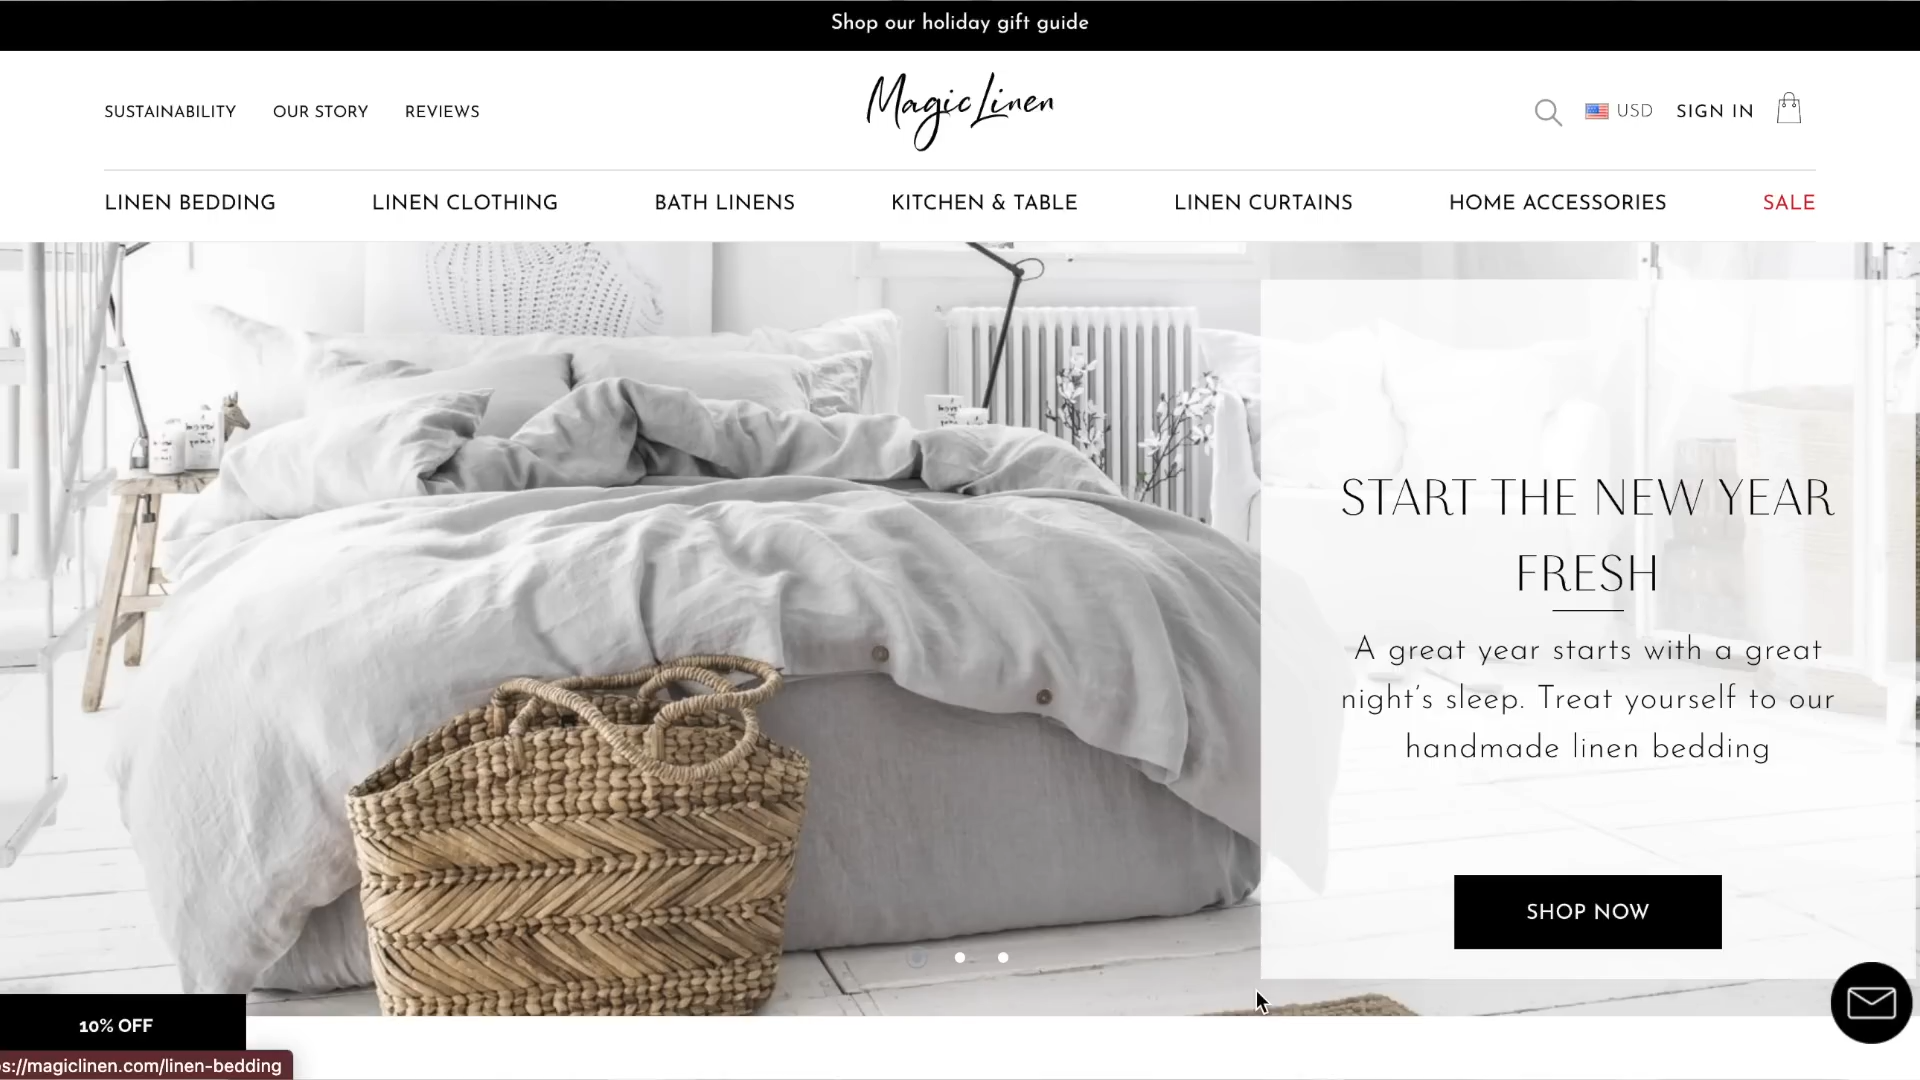 Shop our holiday gift guide
SUSTAINABILITY OUR STORY REVIEWS
MagicLinen
USD SIGN IN
LINEN BEDDING LINEN CLOTHING BATH LINENS KITCHEN & TABLE LINEN CURTAINS HOME ACCESSORIES SALE
START THE NEW YEAR
FRESH
A great year starts with a great
night's sleep. Treat yourself to our
handmade linen bedding
SHOP NOW
10% OFF
s://magiclinen.com/linen-bedding